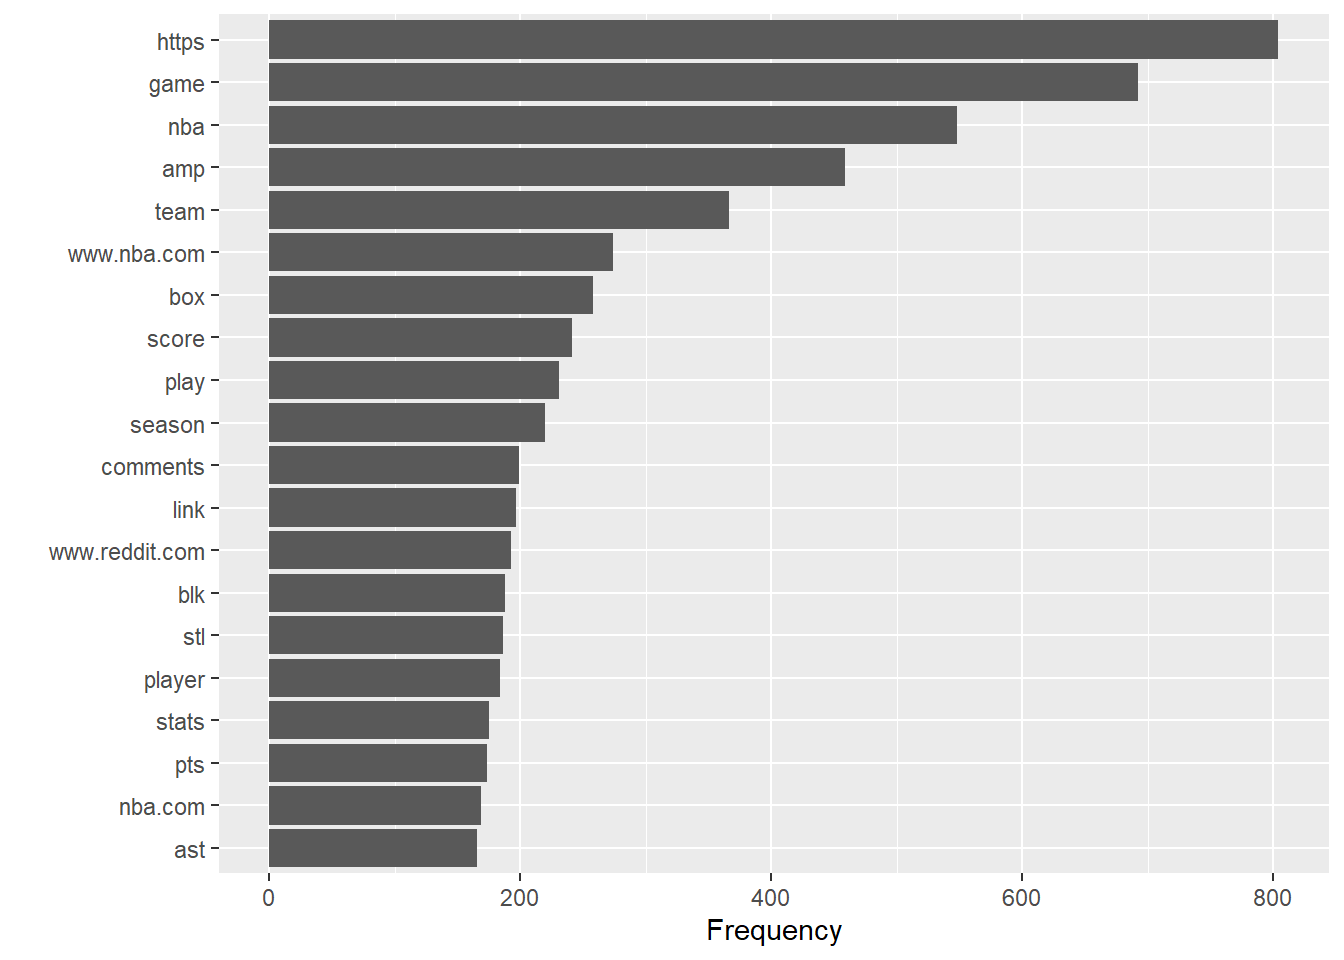 https
game
nba
amp
team
www.nba.com
box
score
play
season
comments
link
www.reddit.com
blk
stl
player
stats
pts
nba.com
ast
0 200 400 600 800
Frequency